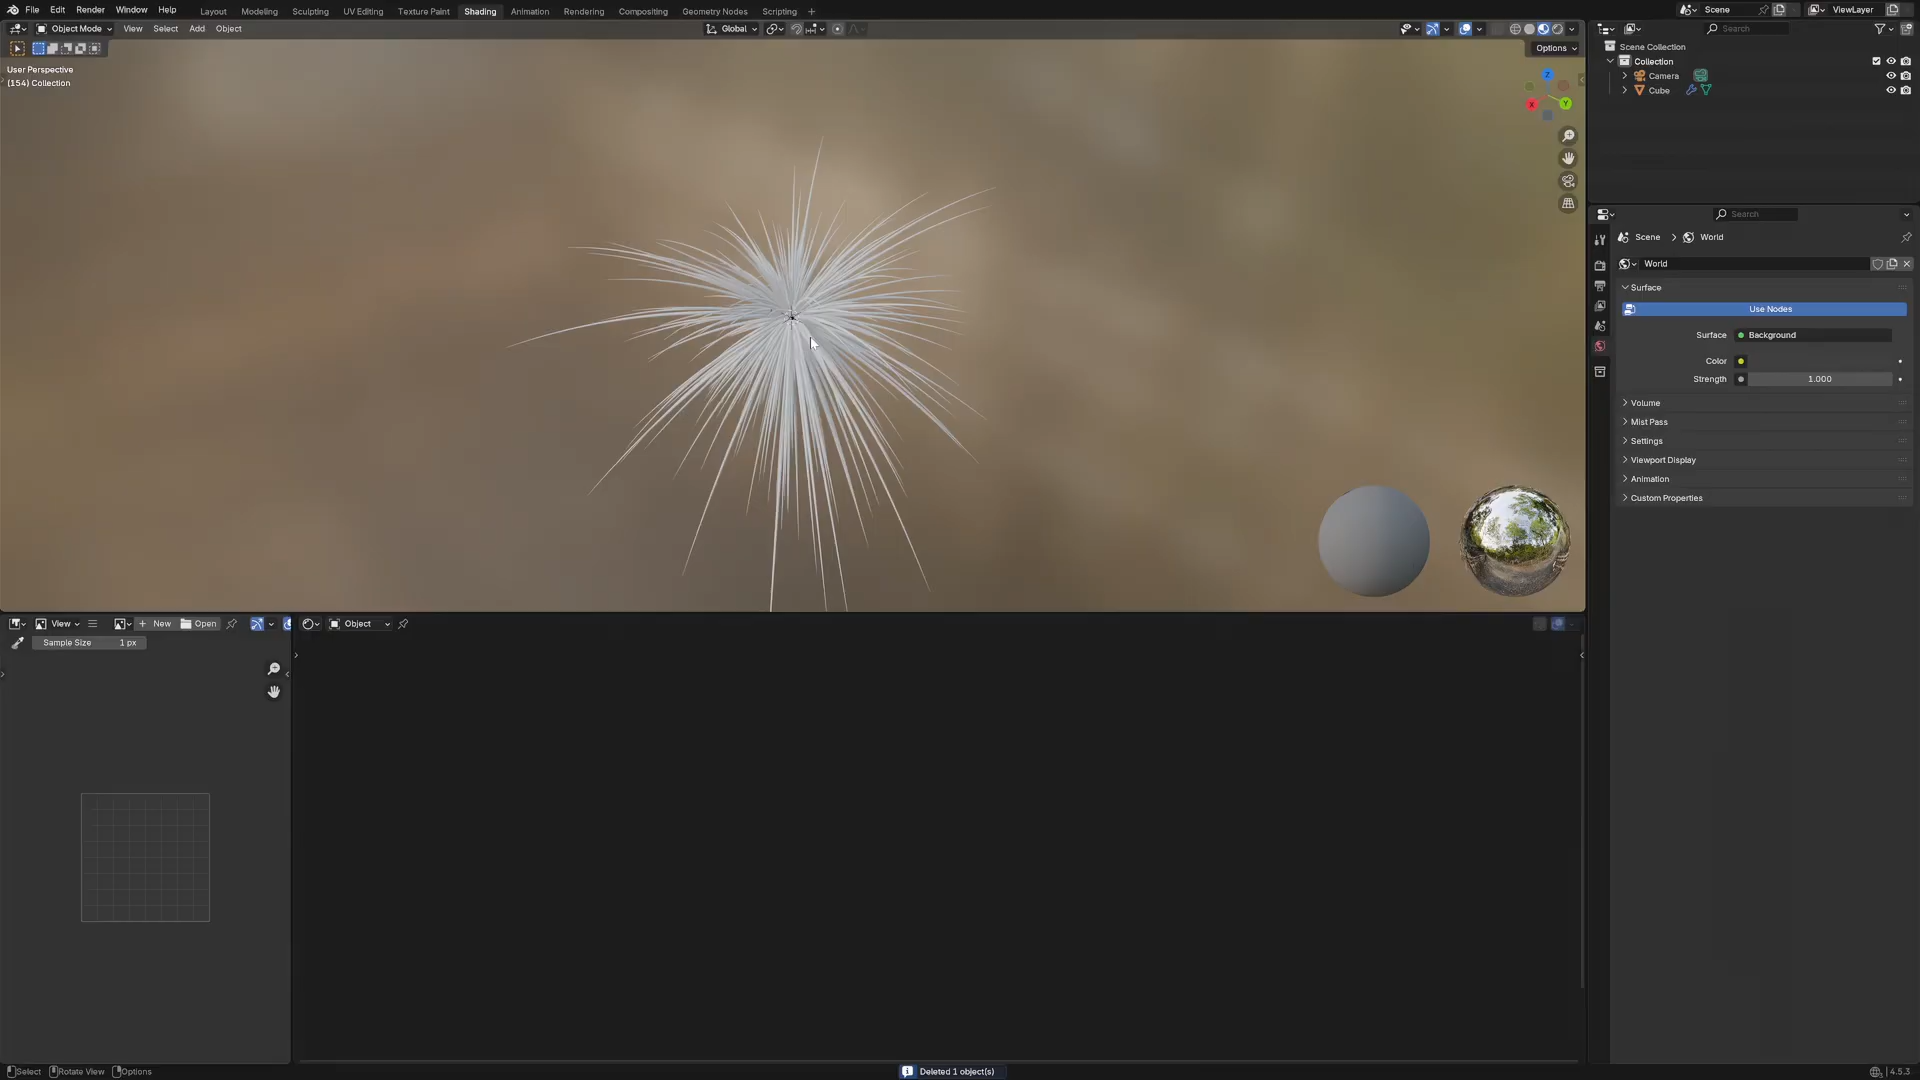 File Edit Render Window Help Layout Modeling Sculpting UV Editing Texture Paint Shading Animation Rendering Compositing Geometry Nodes Scripting + Scene ViewLayer
Object Mode View Select Add Object Global Search
Options
User Perspective
(154) Collection
Z
X
Y
Scene Collection
Collection
Camera
Cube
Search
Scene World
World
Surface
Use Nodes
Surface Background
Color
Strength 1.000
Volume
Mist Pass
Settings
Viewport Display
Animation
Custom Properties
View New Open Object
Sample Size 1 px
Select Rotate View Options Deleted 1 object(s) 4.5.3